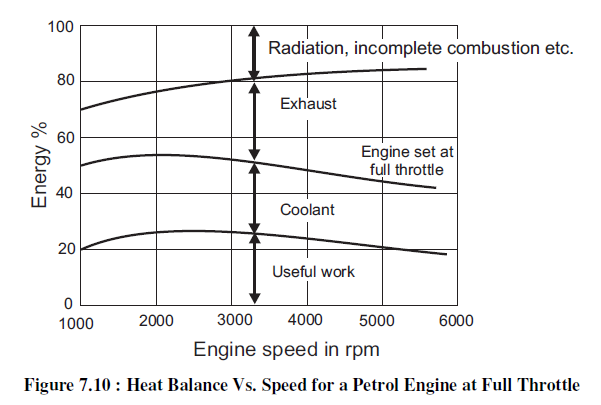 100
Radiation, incomplete combustion etc.
80
Exhaust
60
Engine set at
full throttle
40
Coolant
20
Useful work
0
Energy %
1000 2000 3000 4000 5000 6000
Engine speed in rpm
Figure 7.10 : Heat Balance Vs. Speed for a Petrol Engine at Full Throttle